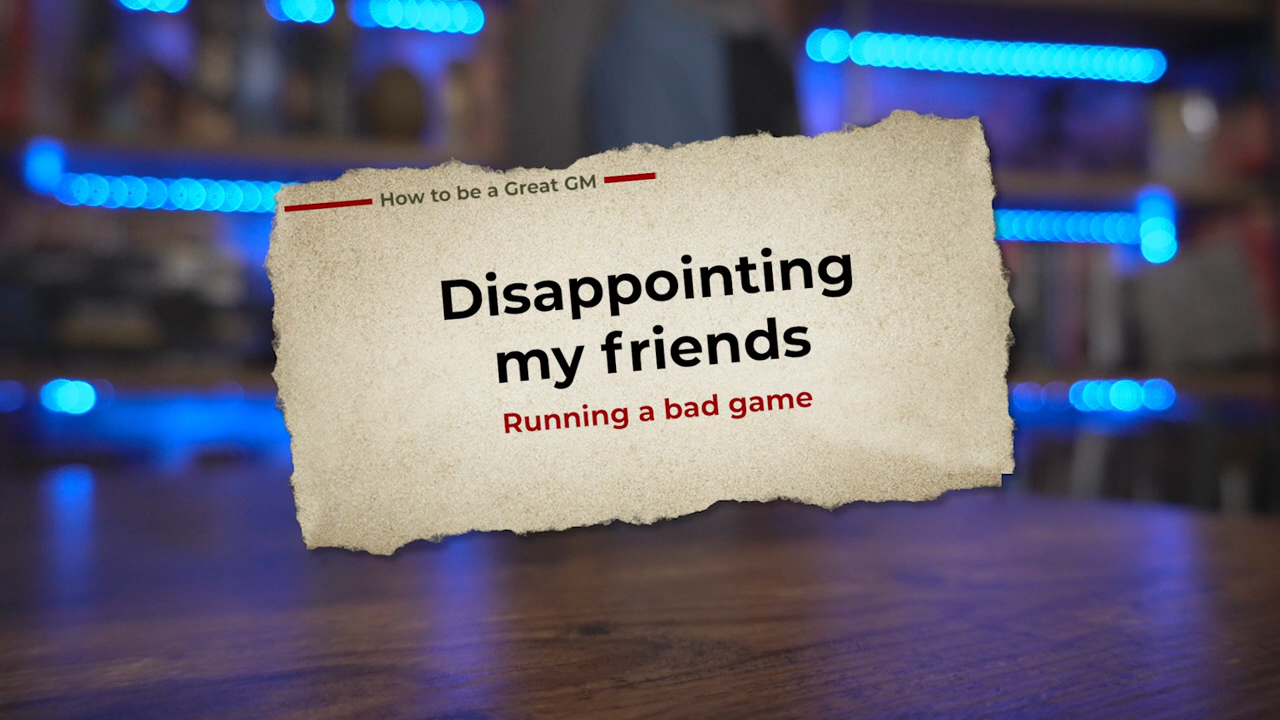 How to be a Great GM
Disappointing
my friends
Running a bad game